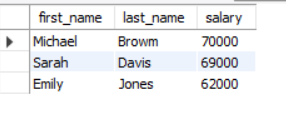 first_name last_name salary
Michael Browm 70000
Sarah Davis 69000
Emily Jones 62000